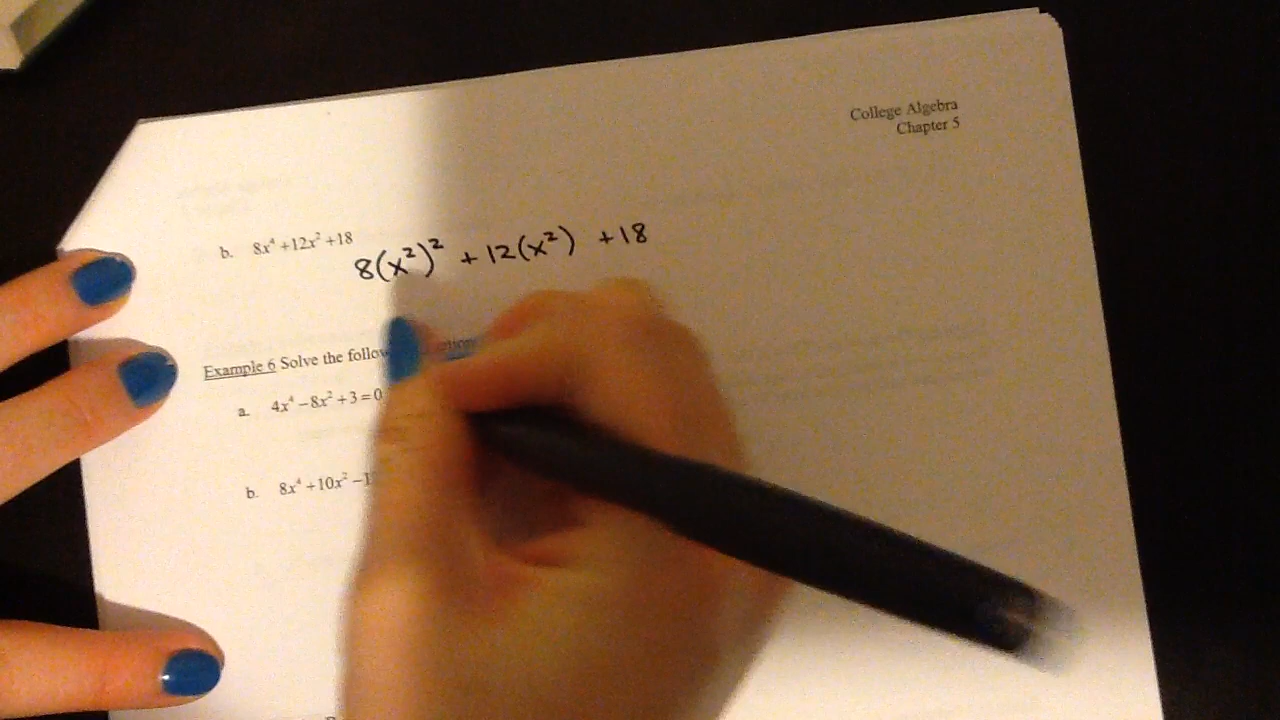 College Algebra
Chapter 5
b. 8x⁴ +12x² +18
8(x²)² + 12(x²) +18
Example 6 Solve the
a. 4x⁴ −8x² +3=0
b. 8x⁴ +10x² −